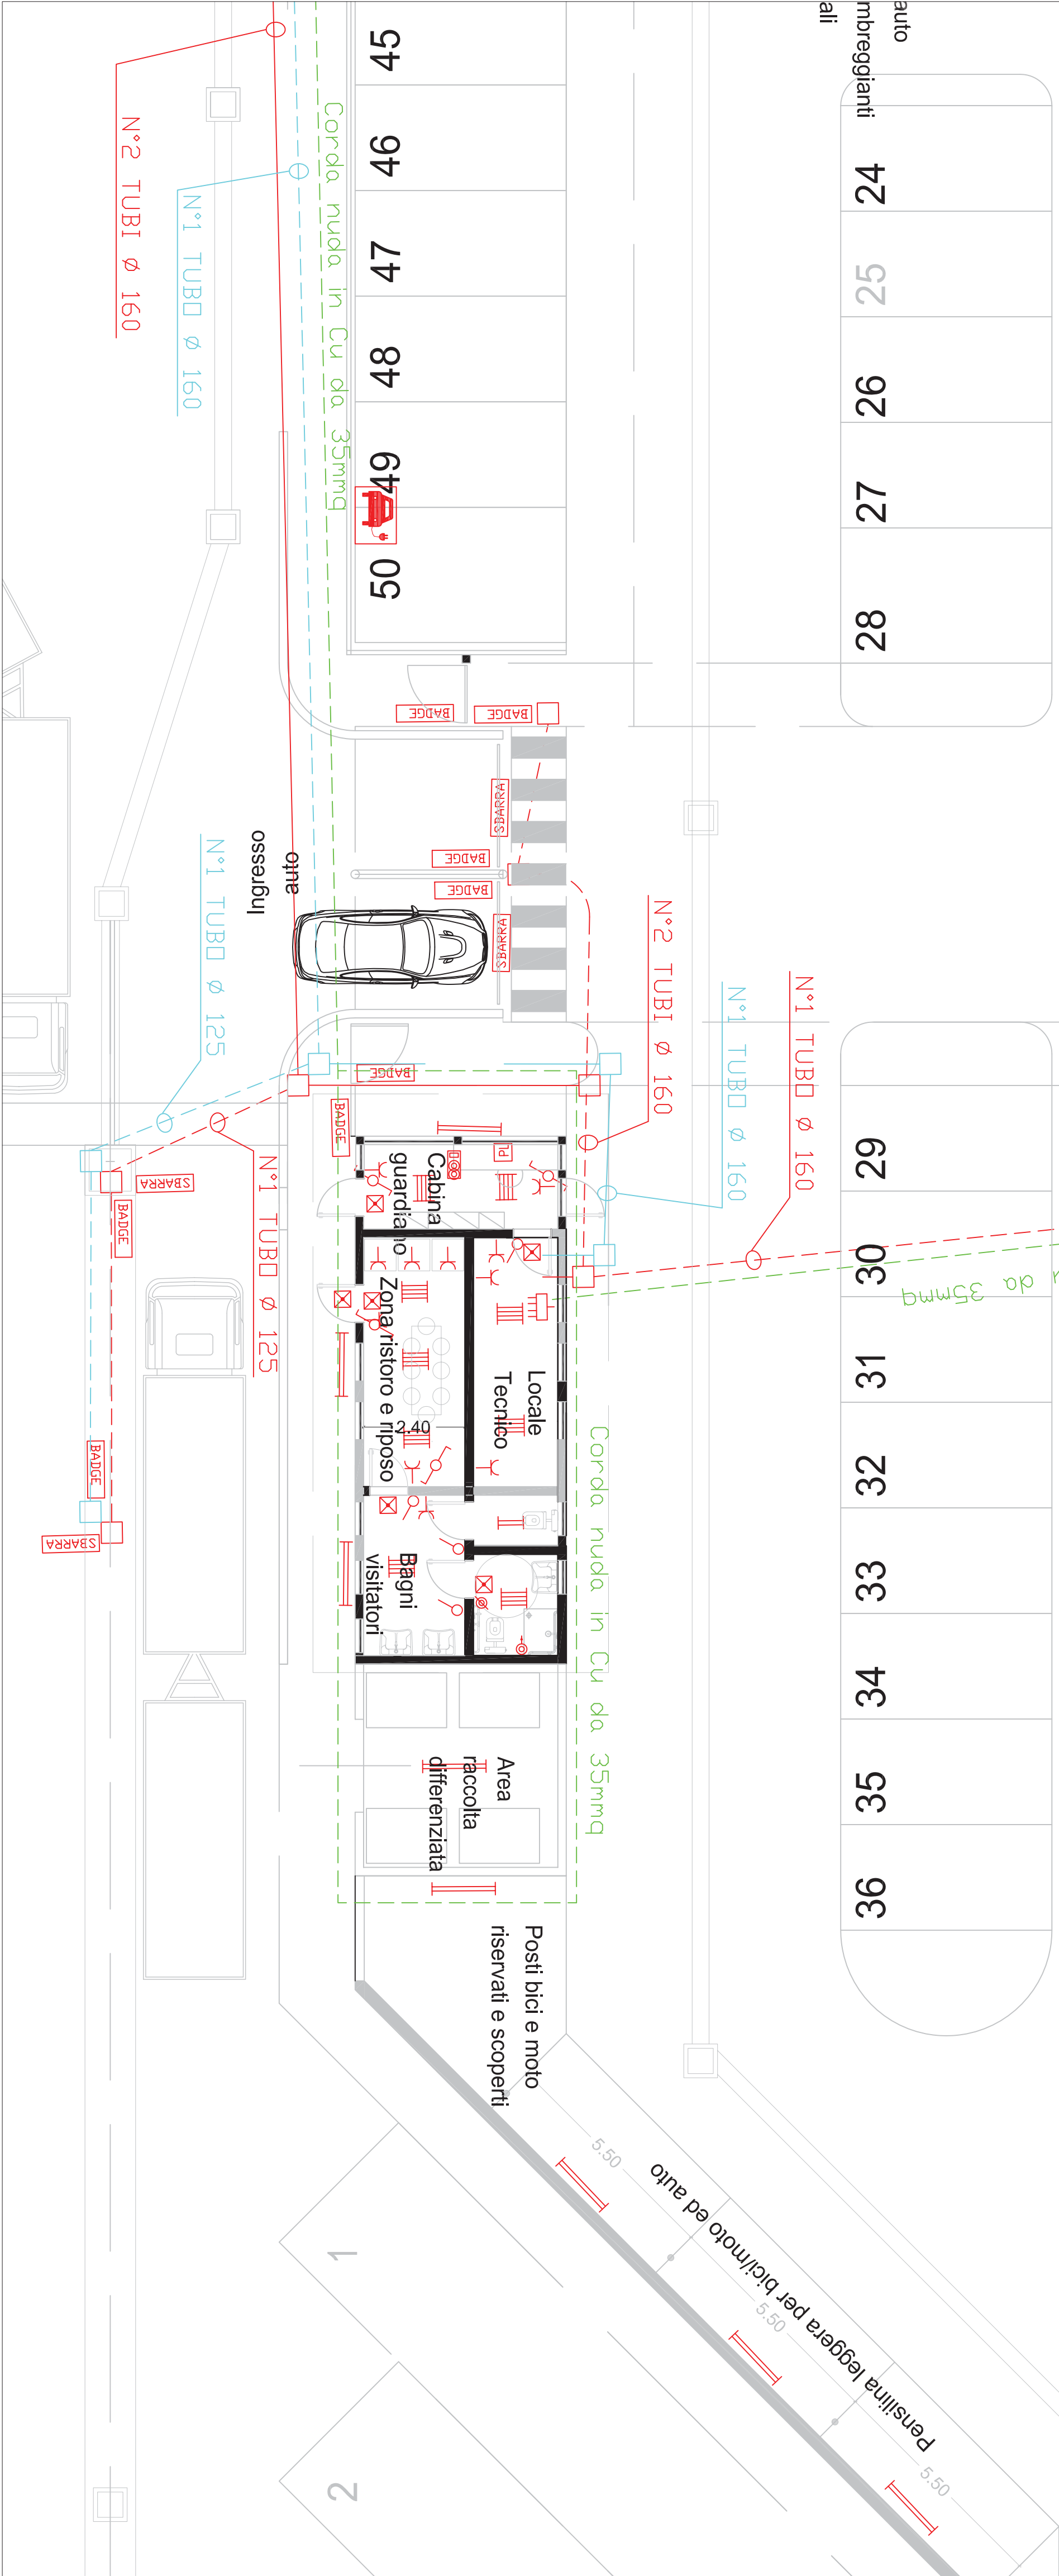 auto
mbreggianti
ali
45
46
47
48
49
50
24
25
26
27
28
29
30
31
32
33
34
35
36
N°2 TUBI Ø 160
N°1 TUBO Ø 160
Corda nuda in Cu da 35mmq
BADGE
BADGE
SBARRA
BADGE
BADGE
SBARRA
Ingresso
auto
N°1 TUBO Ø 125
N°2 TUBI Ø 160
N°1 TUBO Ø 160
N°1 TUBO Ø 160
BADGE
BADGE
SBARRA
BADGE
N°1 TUBO Ø 125
Cabina
guardiano
PL
da 35mmq
Zona ristoro e riposo
2.40
Locale
Tecnico
BADGE
SBARRA
Bagni
visitatori
Corda nuda in Cu da 35mmq
Area
raccolta
differenziata
Posti bici e moto
riservati e scoperti
5.50
5.50
5.50
Pensilina leggera per bici/moto ed auto
1
2